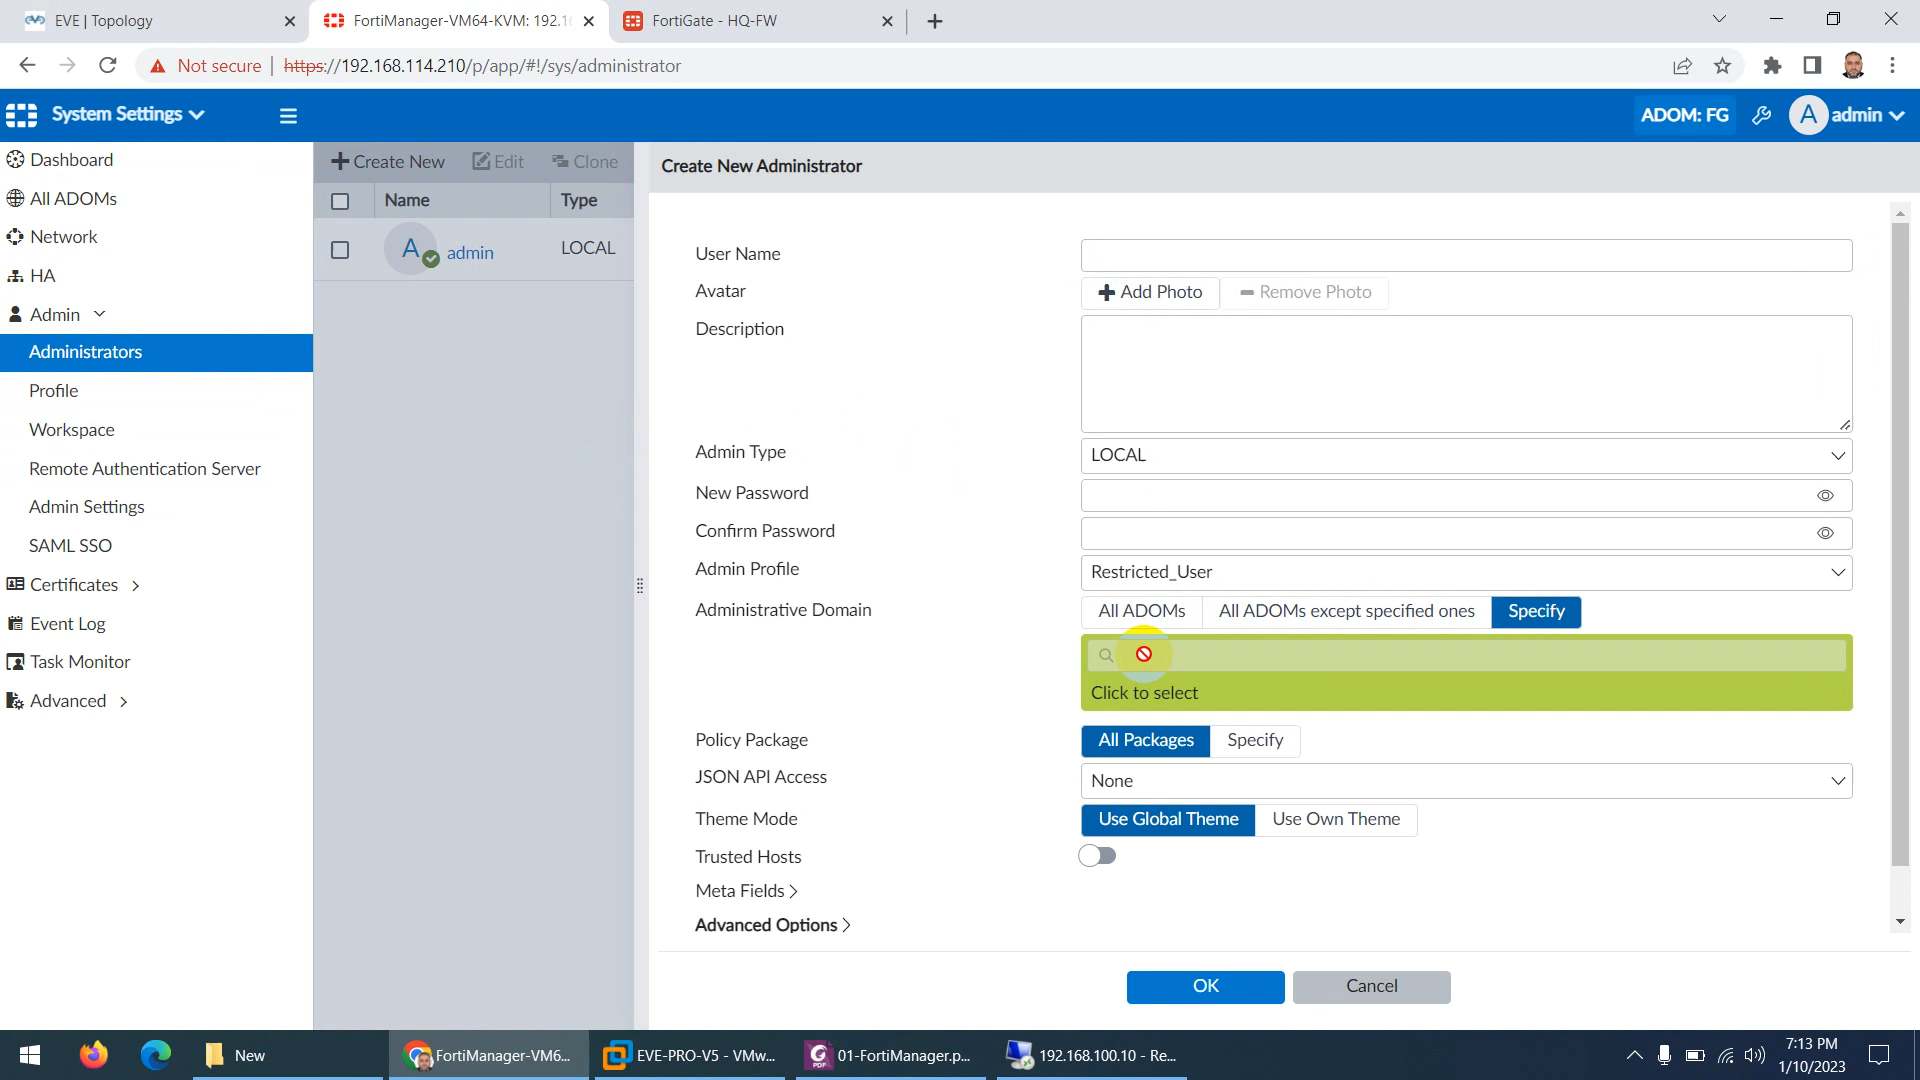 EVE | Topology
FortiManager-VM64-KVM: 192.1
FortiGate - HQ-FW
Not secure
https://192.168.114.210/p/app/#!/sys/administrator
System Settings
ADOM: FG
A
admin
Dashboard
All ADOMs
Network
HA
Admin
Administrators
Profile
Workspace
Remote Authentication Server
Admin Settings
SAML SSO
Certificates
Event Log
Task Monitor
Advanced
Create New
Edit
Clone
Name
Type
A
admin
LOCAL
Create New Administrator
User Name
Avatar
Add Photo
Remove Photo
Description
Admin Type
LOCAL
New Password
Confirm Password
Admin Profile
Restricted_User
Administrative Domain
All ADOMs
All ADOMs except specified ones
Specify
Click to select
Policy Package
All Packages
Specify
JSON API Access
None
Theme Mode
Use Global Theme
Use Own Theme
Trusted Hosts
Meta Fields
Advanced Options
OK
Cancel
New
FortiManager-VM6...
EVE-PRO-V5 - VMw...
PDF
01-FortiManager.p...
192.168.100.10 - Re...
7:13 PM
1/10/2023